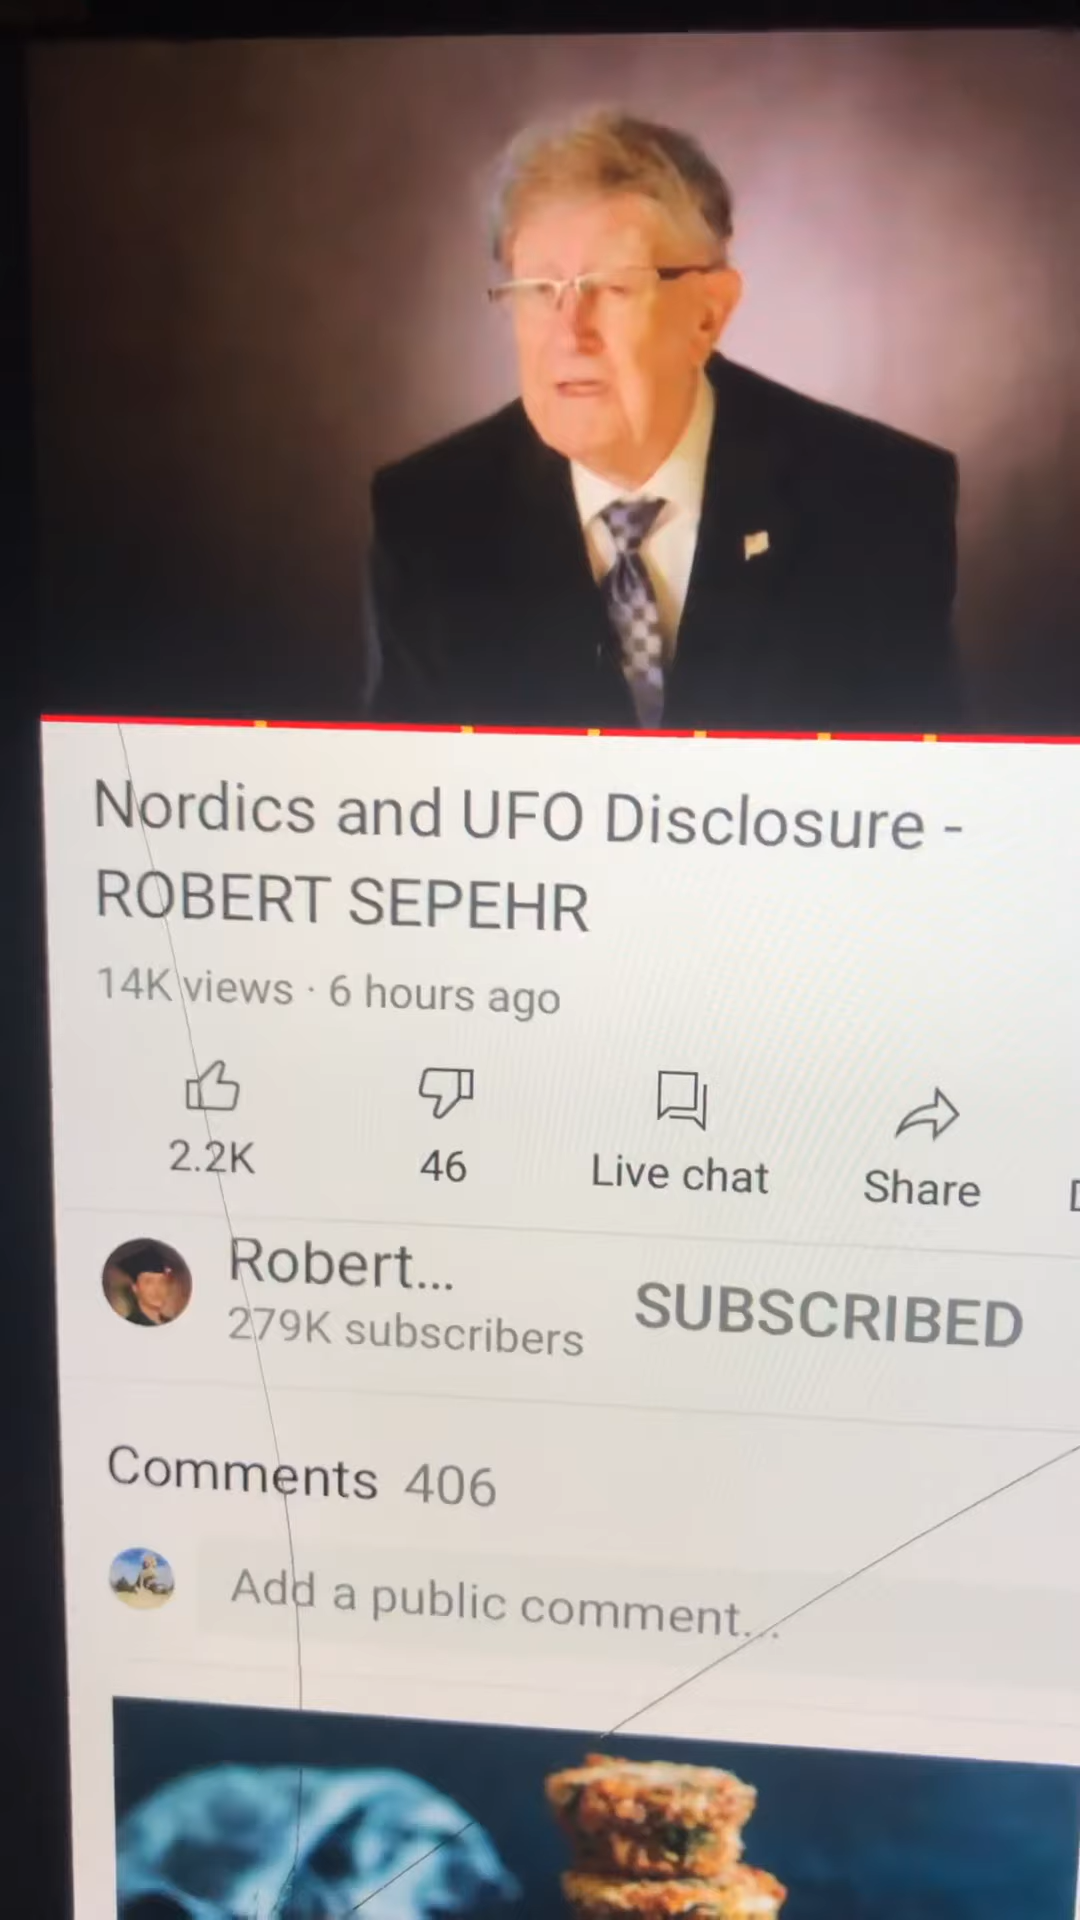 Nordics and UFO Disclosure -
ROBERT SEPEHR
14K views · 6 hours ago
2.2K
46
Live chat
Share
Robert...
279K subscribers
SUBSCRIBED
Comments 406
Add a public comment...